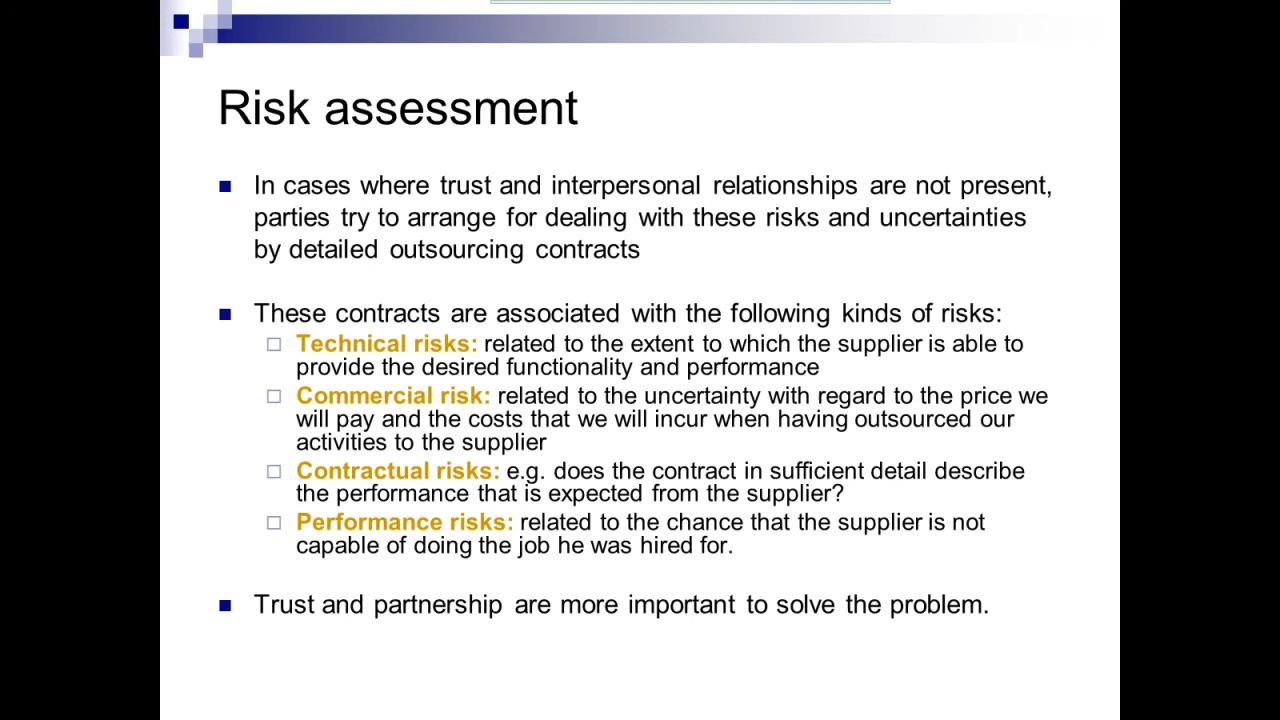 Risk assessment
In cases where trust and interpersonal relationships are not present,
parties try to arrange for dealing with these risks and uncertainties
by detailed outsourcing contracts
These contracts are associated with the following kinds of risks:
Technical risks: related to the extent to which the supplier is able to
provide the desired functionality and performance
Commercial risk: related to the uncertainty with regard to the price we
will pay and the costs that we will incur when having outsourced our
activities to the supplier
Contractual risks: e.g. does the contract in sufficient detail describe
the performance that is expected from the supplier?
Performance risks: related to the chance that the supplier is not
capable of doing the job he was hired for.
Trust and partnership are more important to solve the problem.